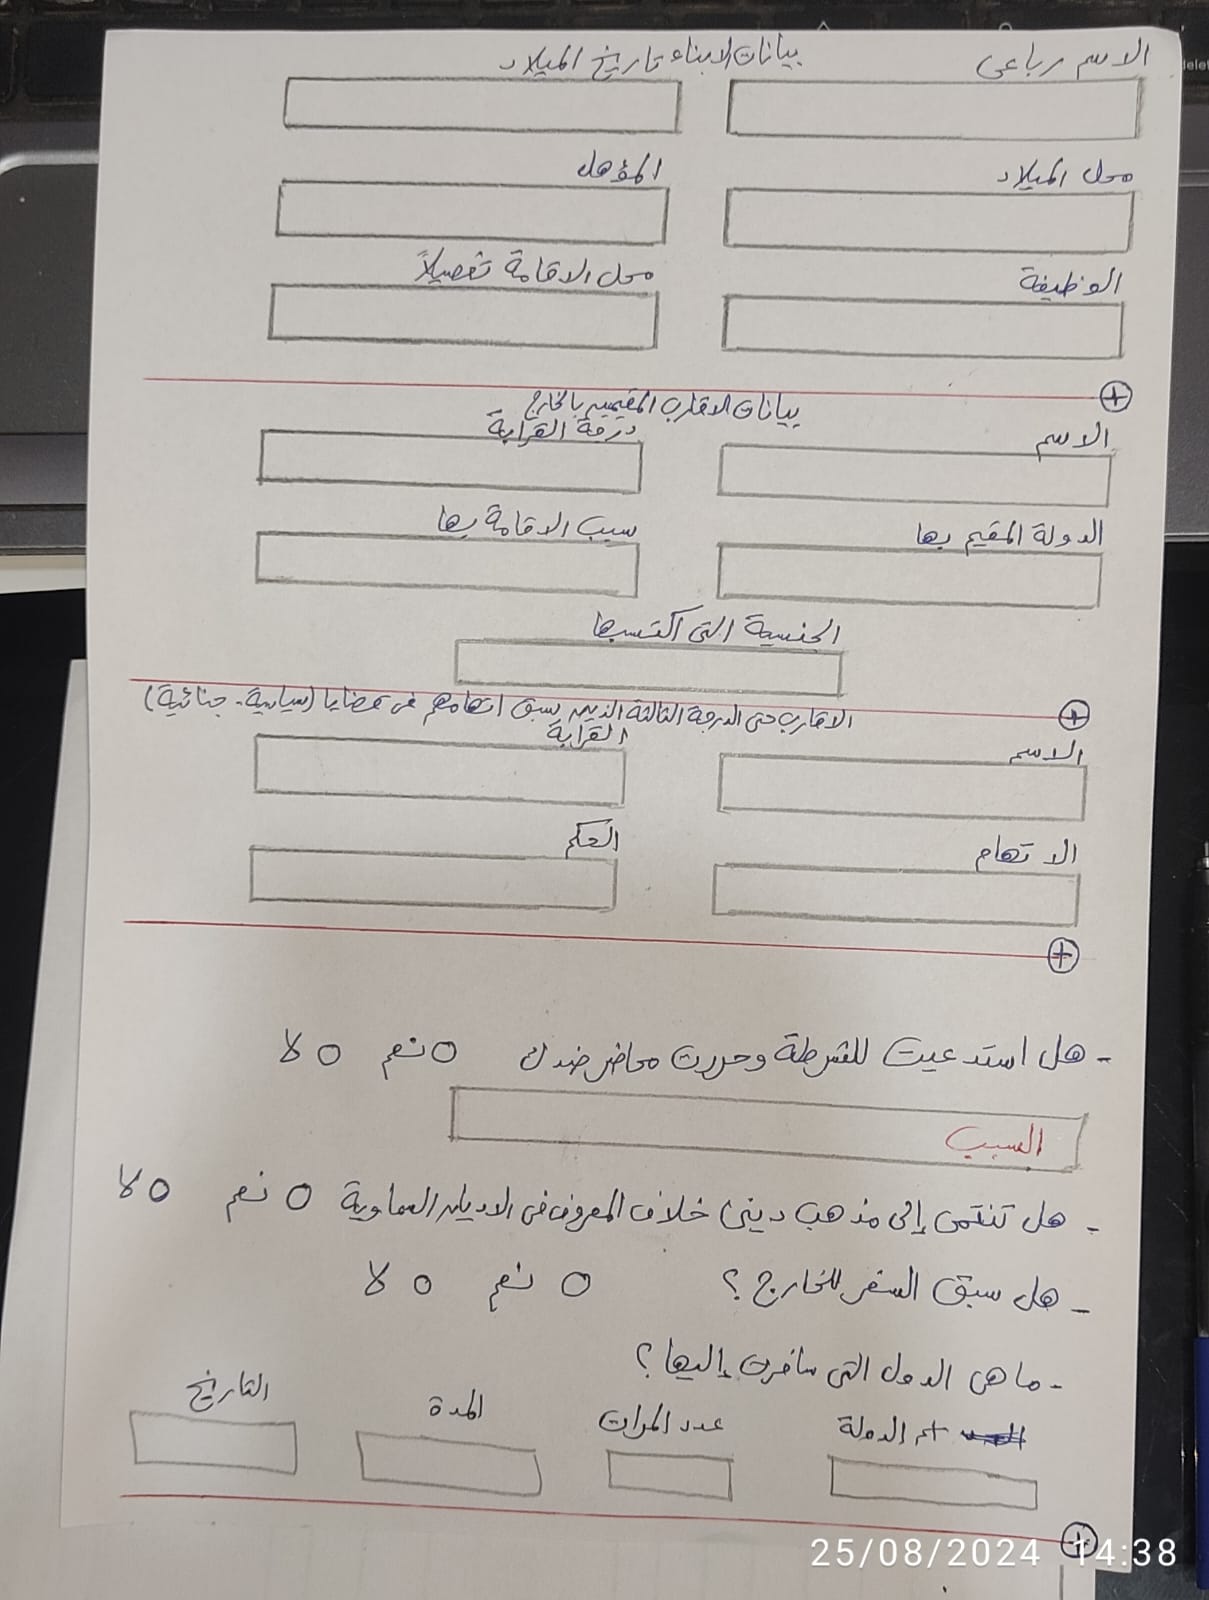 الاسم رباعى بيانات الابناء تاريخ الميلاد
محل الميلاد المؤهل
الوظيفة محل الاقامة تفصيلاً
+
بيانات الاقارب المقيمين بالخارج
الاسم درجة القرابة
الدولة المقيم بها سبب الاقامة بها
الجنسية التى اكتسبها
+
الاقارب حتى الدرجة الثالثة الذين سبق اتهامهم فى قضايا (سياسية - جنائية)
الاسم القرابة
الاتهام الحكم
+
- هل استدعيت للشرطة وحررت محاضر ضدك نعم لا
السبب
- هل تنتمى إلى مذهب دينى خلاف المعروف فى الاديان السماوية نعم لا
- هل سبق السفر للخارج ؟ نعم لا
- ما هى الدول التى سافرت إليها ؟
اسم الدولة عدد المرات المدة التاريخ
+
25/08/2024 14:38
delete